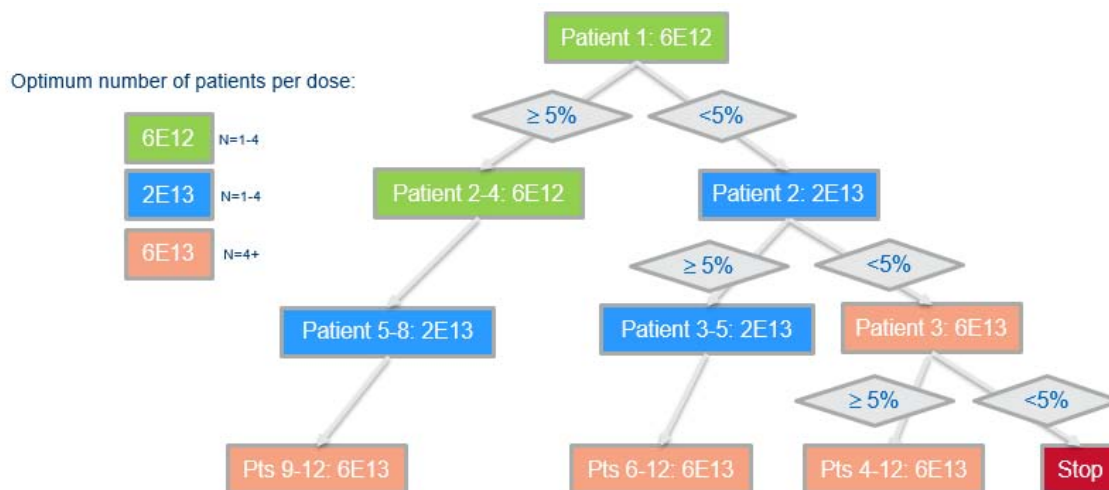 Patient 1: 6E12
Optimum number of patients per dose:
≥ 5%
<5%
6E12 N=1-4
2E13 N=1-4
6E13 N=4+
Patient 2-4: 6E12
Patient 2: 2E13
≥ 5%
<5%
Patient 5-8: 2E13
Patient 3-5: 2E13
Patient 3: 6E13
≥ 5%
<5%
Pts 9-12: 6E13
Pts 6-12: 6E13
Pts 4-12: 6E13
Stop